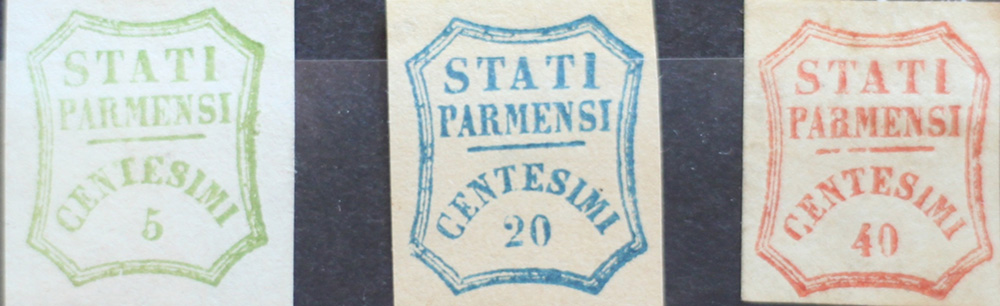 STATI
PARMENSI
CENTESIMI
5
STATI
PARMENSI
CENTESIMI
20
STATI
PARMENSI
CENTESIMI
40